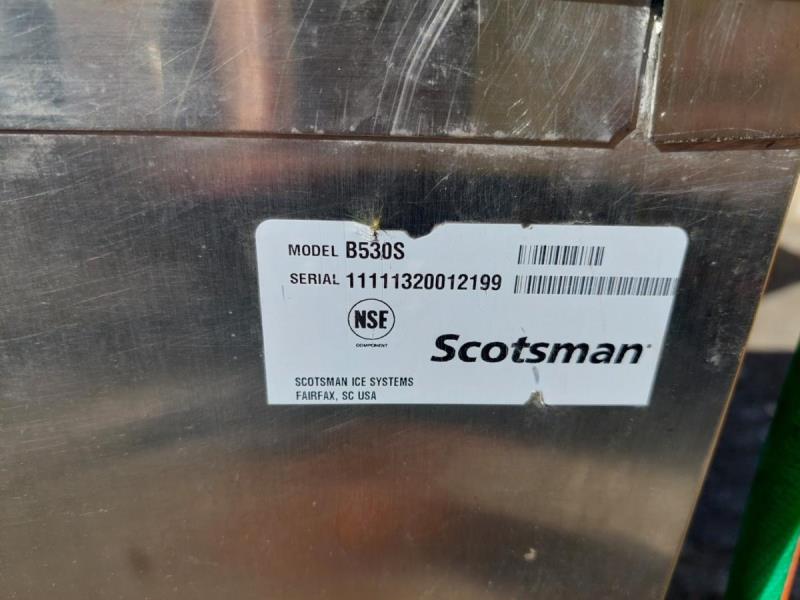 MODEL B530S
SERIAL 11111320012199
NSF
COMPONENT
Scotsman
SCOTSMAN ICE SYSTEMS
FAIRFAX, SC USA